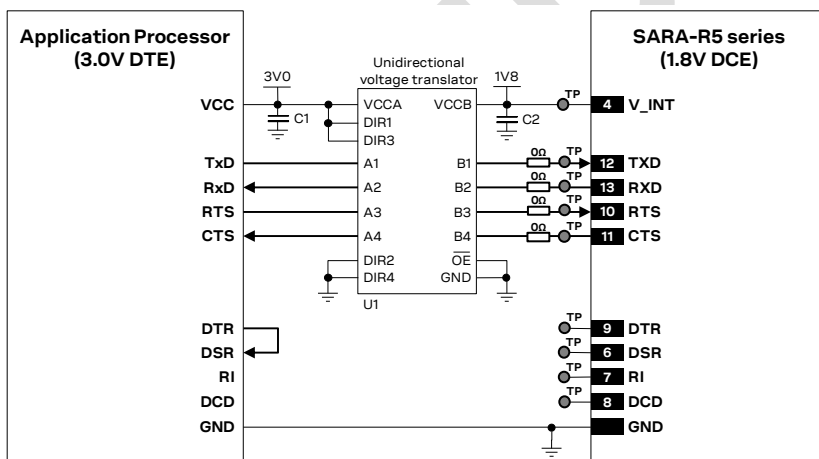 Application Processor
(3.0V DTE)
SARA-R5 series
(1.8V DCE)
Unidirectional
voltage translator
3V0
1V8
TP
VCC
VCCA
VCCB
4
V_INT
C1
DIR1
C2
DIR3
0Ω
TP
TxD
A1
B1
12
TXD
0Ω
TP
RxD
A2
B2
13
RXD
0Ω
TP
RTS
A3
B3
10
RTS
0Ω
TP
CTS
A4
B4
11
CTS
DIR2
OE
DIR4
GND
U1
TP
DTR
9
DTR
TP
DSR
6
DSR
TP
RI
7
RI
TP
DCD
8
DCD
GND
GND